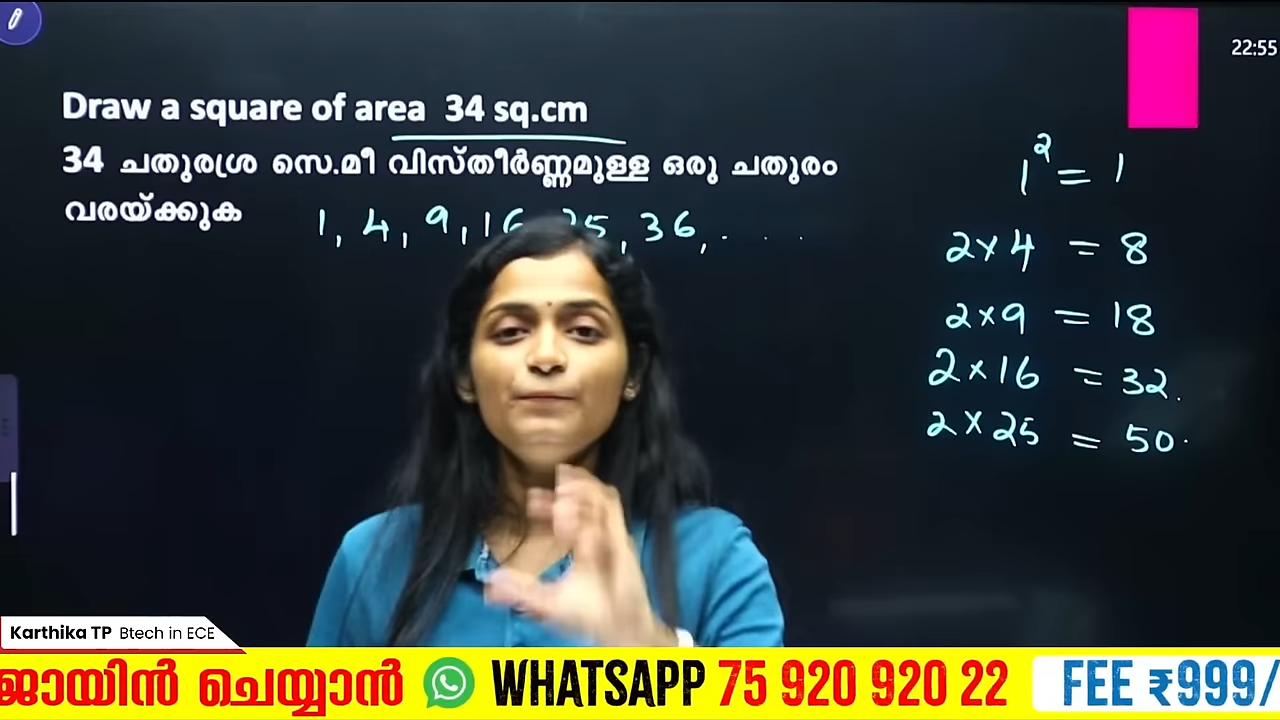 22:55
Draw a square of area 34 sq.cm
34 ചതുരശ്ര സെ.മീ വിസ്തീർണ്ണമുള്ള ഒരു ചതുരം
വരയ്ക്കുക
1, 4, 9, 16 25, 36, . . . .
1² = 1
2×4 = 8
2×9 = 18
2×16 = 32.
2×25 = 50.
Karthika TP Btech in ECE
ജോയിൻ ചെയ്യാൻ WHATSAPP 75 920 920 22 FEE ₹999/